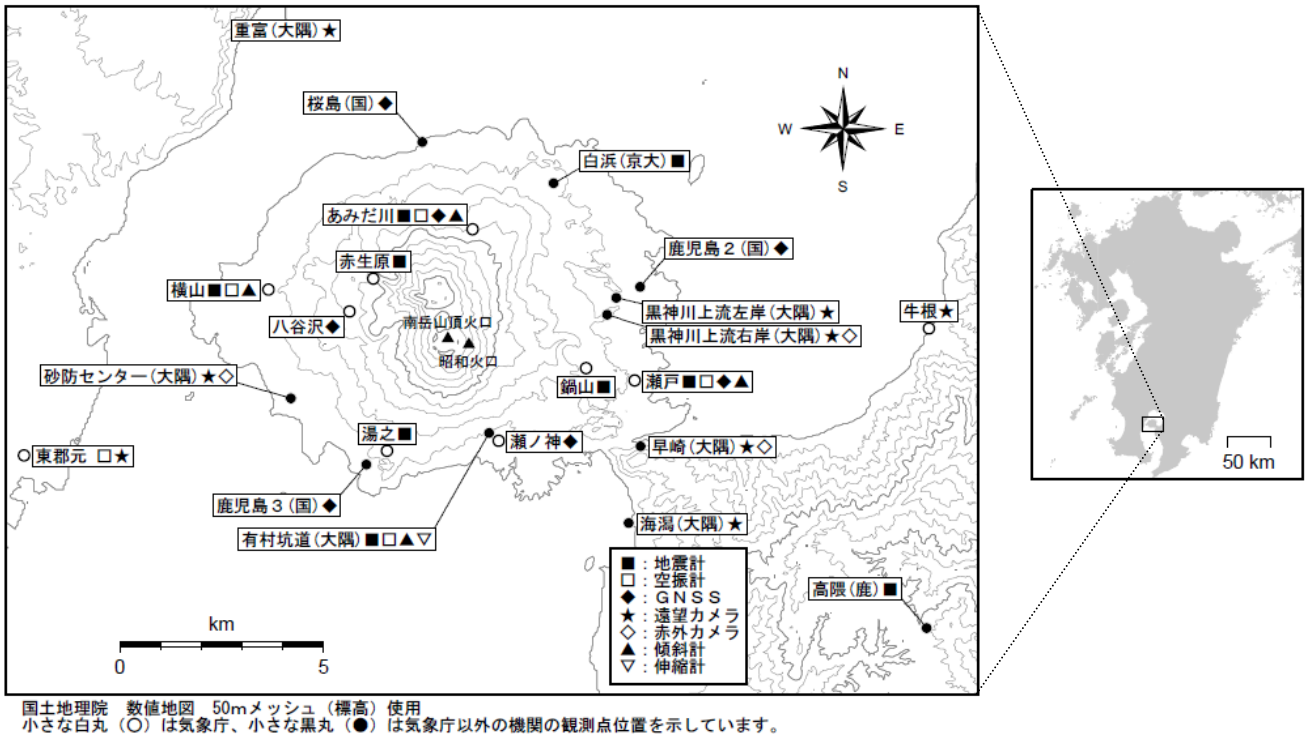 重富(大隅)★
桜島(国)◆
N
W
E
S
白浜(京大)■
あみだ川■□◆▲
鹿児島2(国)◆
赤生原■
横山■□▲
黒神川上流左岸(大隅)★
牛根★
八谷沢◆
南岳山頂火口
黒神川上流右岸(大隅)★◇
昭和火口
砂防センター(大隅)★◇
鍋山■
瀬戸■□◆▲
湯之■
瀬ノ神◆
早崎(大隅)★◇
東郡元 □★
50 km
鹿児島3(国)◆
海潟(大隅)★
有村坑道(大隅)■□▲▽
■:地震計
□:空振計
◆:GNSS
★:遠望カメラ
◇:赤外カメラ
▲:傾斜計
▽:伸縮計
高隈(鹿)■
km
0
5
国土地理院 数値地図 50mメッシュ(標高)使用
小さな白丸(○)は気象庁、小さな黒丸(●)は気象庁以外の機関の観測点位置を示しています。